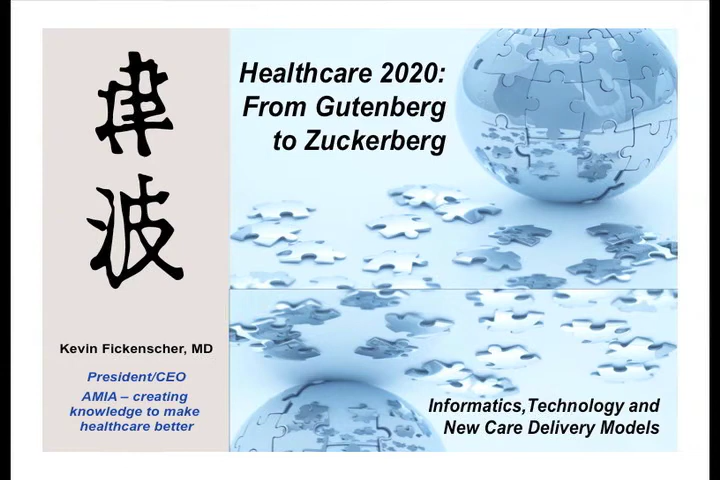 津波
Healthcare 2020:
From Gutenberg
to Zuckerberg
Kevin Fickenscher, MD
President/CEO
AMIA – creating
knowledge to make
healthcare better
Informatics,Technology and
New Care Delivery Models